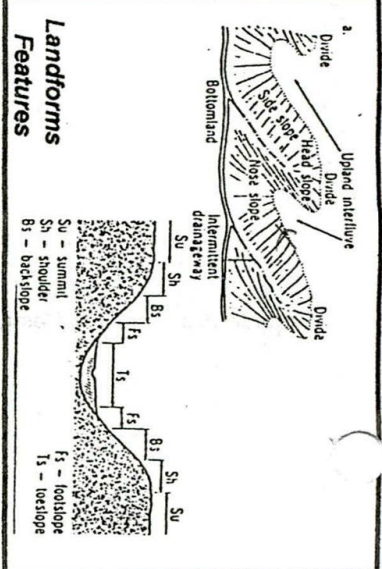 a.
Divide
Upland interfluve
Divide
Divide
Head slope
Side slope
Nose slope
Bottomland
Intermittent
drainageway
Su
Sh
Bs
Fs
Ts
Fs
Bs
Sh
Su
Su - summit
Sh - shoulder
Bs - backslope
Fs - footslope
Ts - toeslope
Landforms
Features